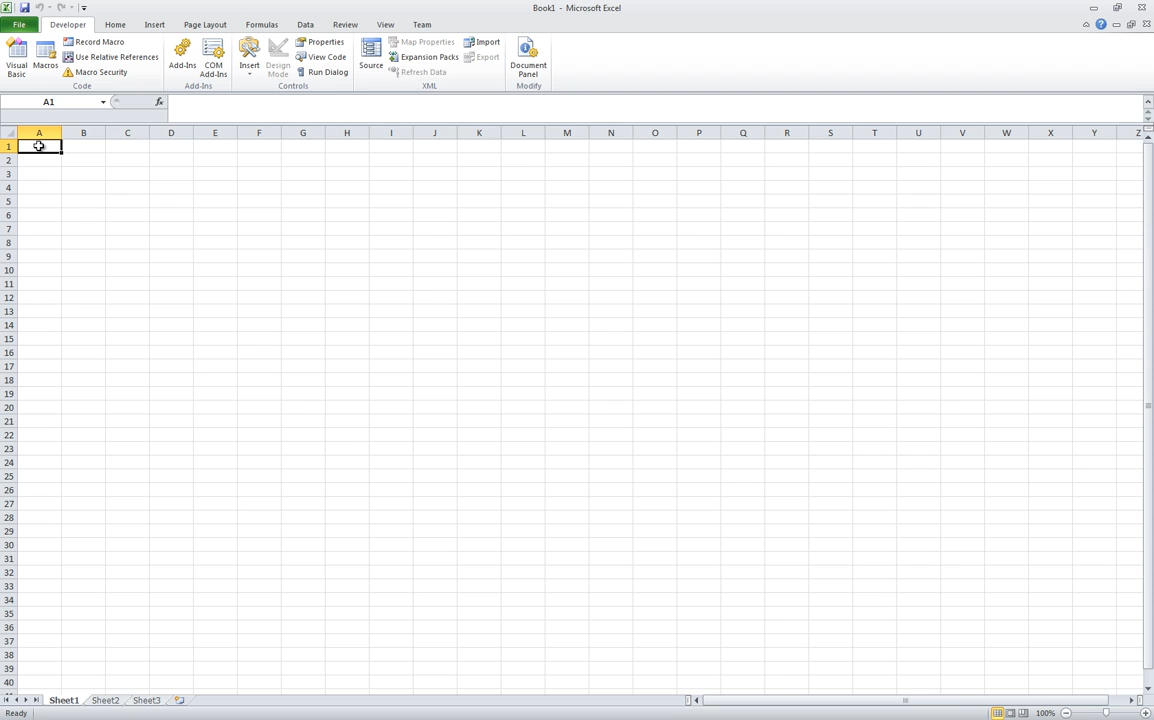 Book1 - Microsoft Excel
File Developer Home Insert Page Layout Formulas Data Review View Team
Visual Basic
Macros
Record Macro
Use Relative References
Macro Security
Code
Add-Ins
COM Add-Ins
Add-Ins
Insert
Design Mode
Properties
View Code
Run Dialog
Controls
Source
Map Properties
Expansion Packs
Refresh Data
Import
Export
XML
Document Panel
Modify
A1 fx
A B C D E F G H I J K L M N O P Q R S T U V W X Y Z
1
2
3
4
5
6
7
8
9
10
11
12
13
14
15
16
17
18
19
20
21
22
23
24
25
26
27
28
29
30
31
32
33
34
35
36
37
38
39
40
Sheet1 Sheet2 Sheet3
Ready 100%